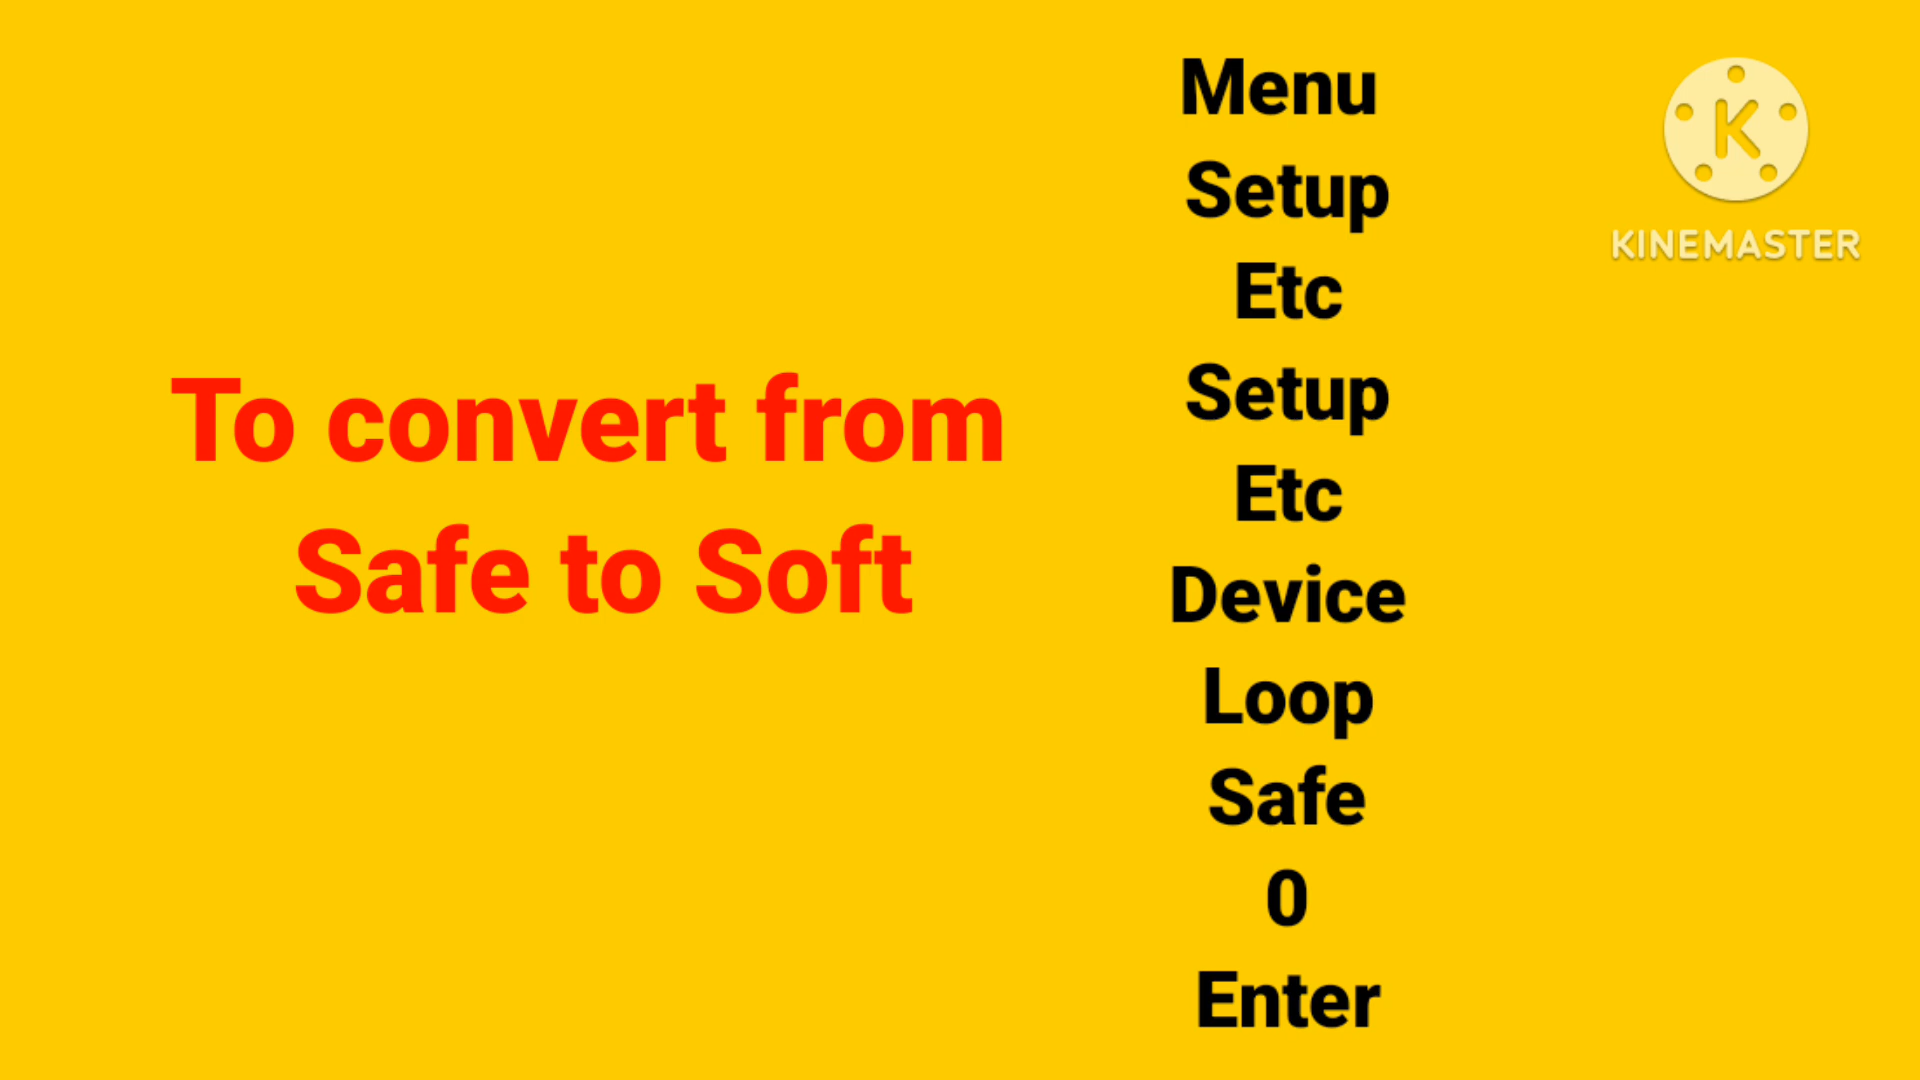 To convert from
Safe to Soft
Menu
Setup
Etc
Setup
Etc
Device
Loop
Safe
0
Enter
K
KINEMASTER